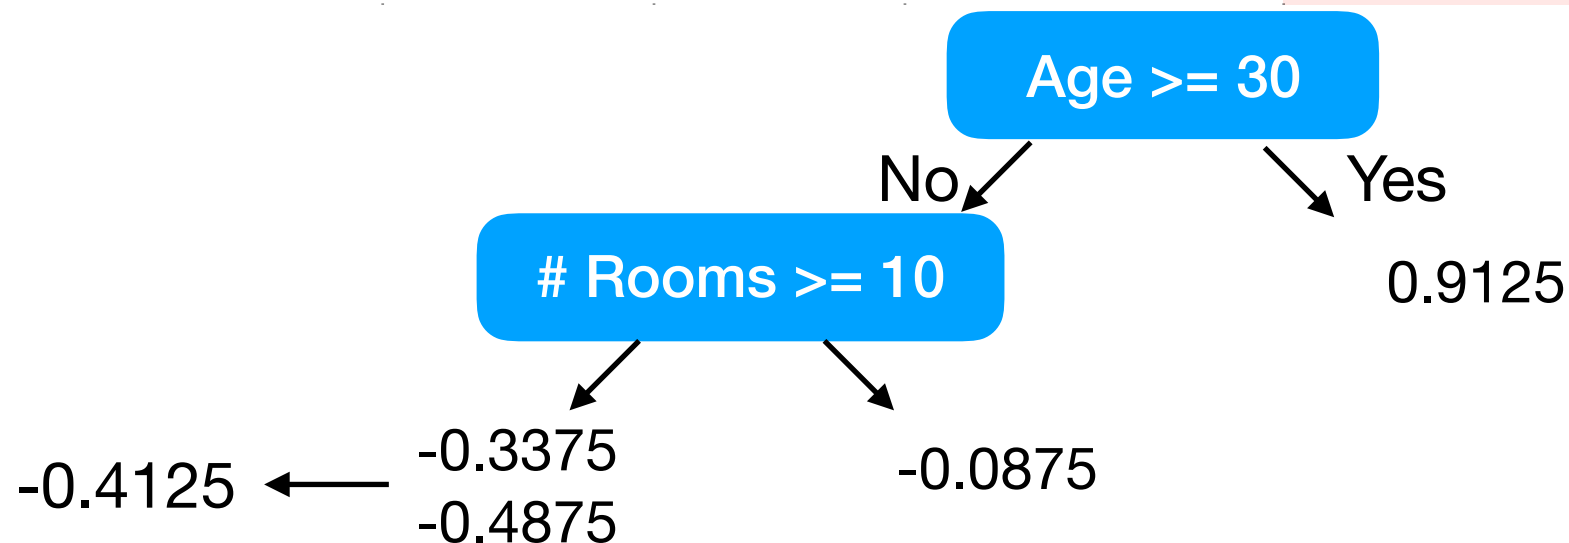 Age >= 30
No
Yes
# Rooms >= 10
0.9125
-0.3375
-0.0875
-0.4125
-0.4875